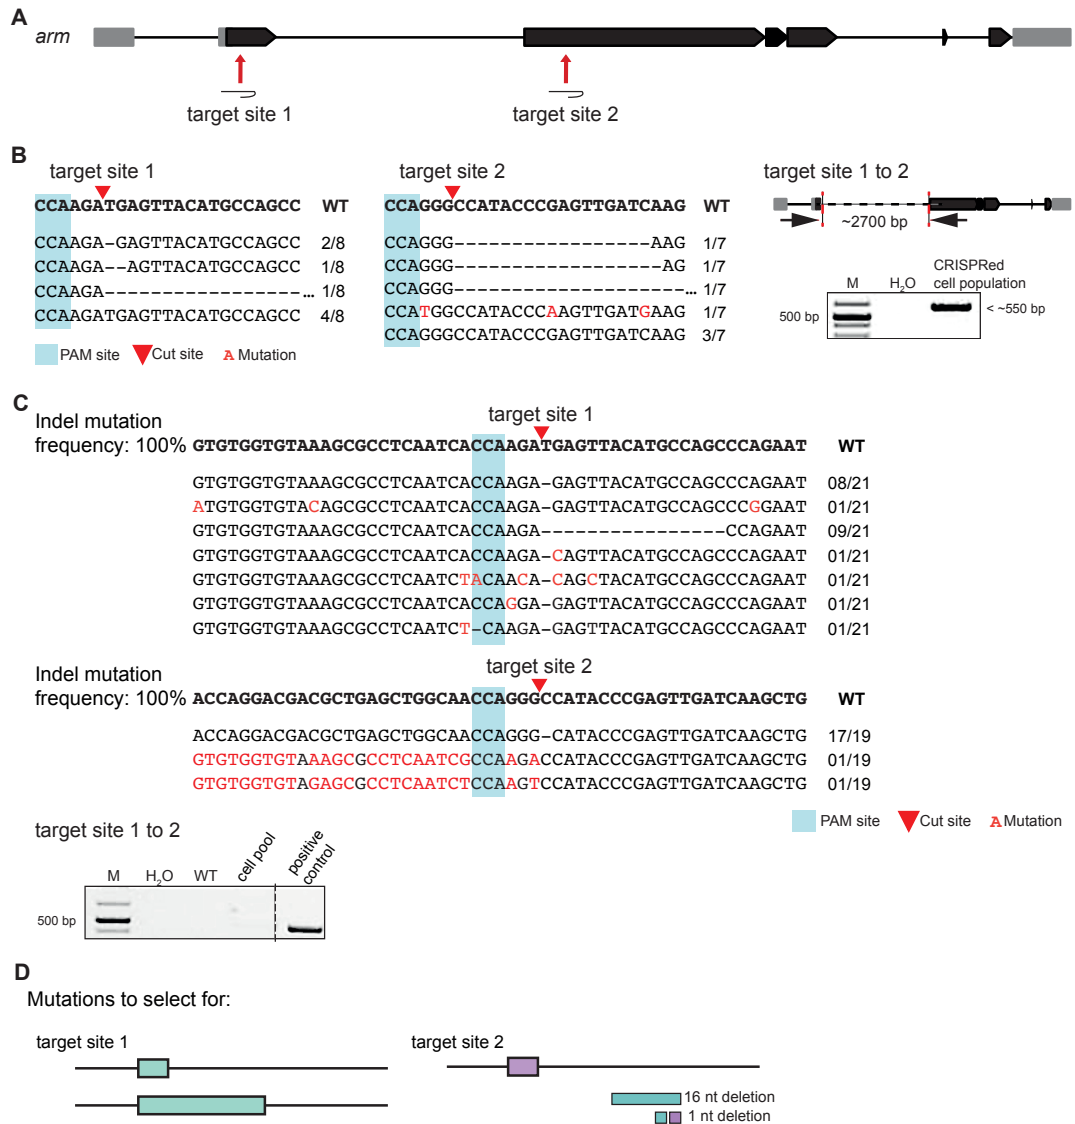 A
arm
target site 1
target site 2
B
target site 1
CCAAGATGAGTTACATGCCAGCC WT
CCAAGA-GAGTTACATGCCAGCC 2/8
CCAAGA--AGTTACATGCCAGCC 1/8
CCAAGA-----------------... 1/8
CCAAGATGAGTTACATGCCAGCC 4/8
PAM site Cut site A Mutation
target site 2
CCAGGGCCATACCCGAGTTGATCAAG WT
CCAGGG-----------------AAG 1/7
CCAGGG------------------AG 1/7
CCAGGG--------------------... 1/7
CCATGGCCATACCCAAGTTGATGAAG 1/7
CCAGGGCCATACCCGAGTTGATCAAG 3/7
target site 1 to 2
~2700 bp
M H2O CRISPRed cell population
500 bp
< ~550 bp
C
Indel mutation
frequency: 100%
target site 1
GTGTGGTGTAAAGCGCCTCAATCACCAAGATGAGTTACATGCCAGCCCAGAAT WT
GTGTGGTGTAAAGCGCCTCAATCACCAAGA-GAGTTACATGCCAGCCCAGAAT 08/21
ATGTGGTGTACAGCGCCTCAATCACCAAGA-GAGTTACATGCCAGCCCGGAAT 01/21
GTGTGGTGTAAAGCGCCTCAATCACCAAGA----------------CCAGAAT 09/21
GTGTGGTGTAAAGCGCCTCAATCACCAAGA-CAGTTACATGCCAGCCCAGAAT 01/21
GTGTGGTGTAAAGCGCCTCAATCTACAACA-CAGCTACATGCCAGCCCAGAAT 01/21
GTGTGGTGTAAAGCGCCTCAATCACCAGGA-GAGTTACATGCCAGCCCAGAAT 01/21
GTGTGGTGTAAAGCGCCTCAATCT-CAAGA-GAGTTACATGCCAGCCCAGAAT 01/21
Indel mutation
frequency: 100%
target site 2
ACCAGGACGACGCTGAGCTGGCAACCAGGGCCATACCCGAGTTGATCAAGCTG WT
ACCAGGACGACGCTGAGCTGGCAACCAGGG-CATACCCGAGTTGATCAAGCTG 17/19
GTGTGGTGTAAAGCGCCTCAATCGCCAAGACCATACCCGAGTTGATCAAGCTG 01/19
GTGTGGTGTAGAGCGCCTCAATCTCCAAGTCCATACCCGAGTTGATCAAGCTG 01/19
PAM site Cut site A Mutation
target site 1 to 2
M H2O WT cell pool positive control
500 bp
D
Mutations to select for:
target site 1
target site 2
16 nt deletion
1 nt deletion